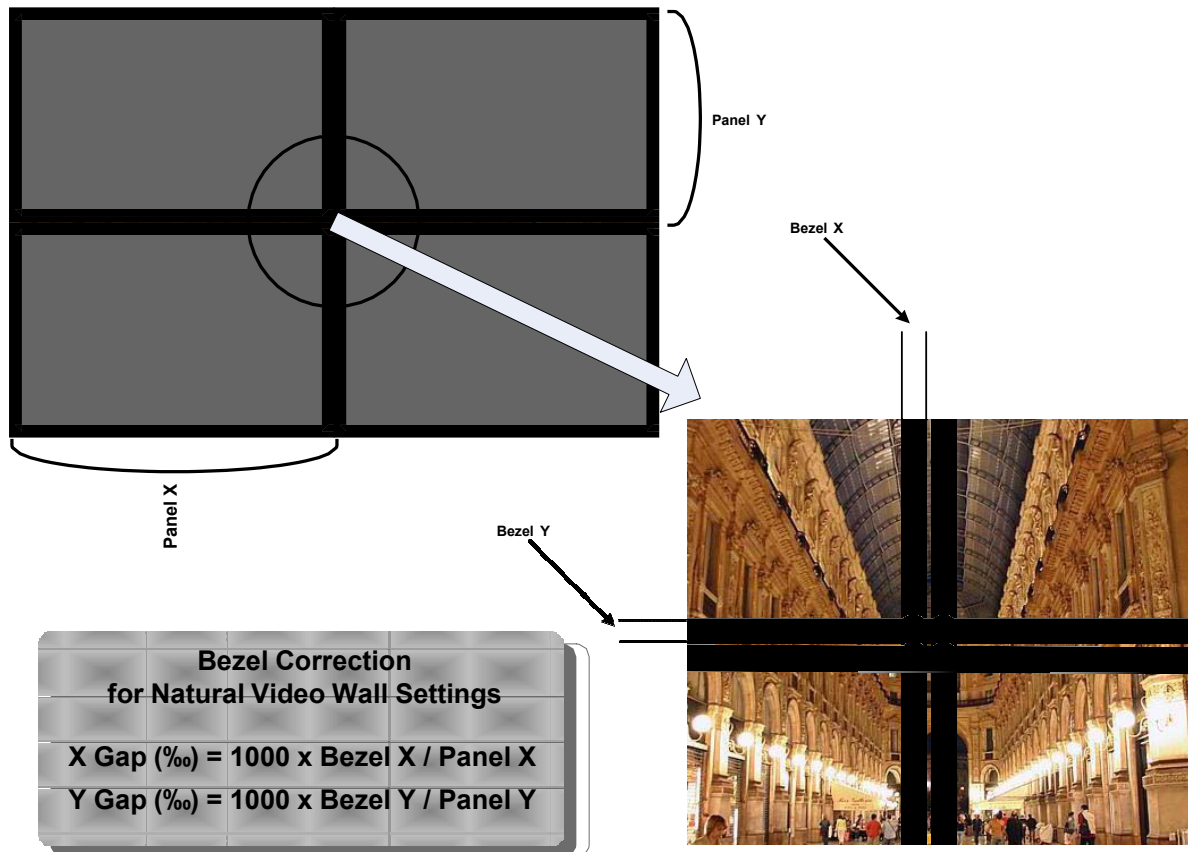 Panel Y
Bezel X
Panel X
Bezel Y
Bezel Correction
for Natural Video Wall Settings
X Gap (‰) = 1000 x Bezel X / Panel X
Y Gap (‰) = 1000 x Bezel Y / Panel Y